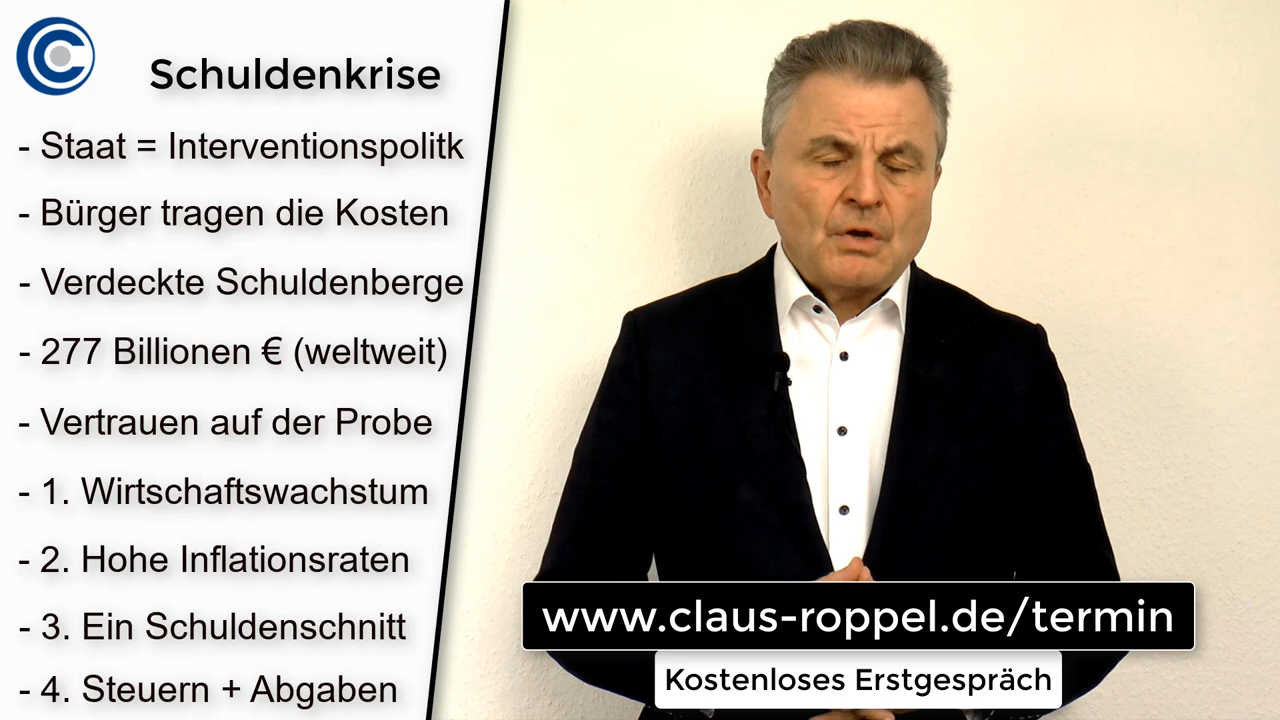 Schuldenkrise
- Staat = Interventionspolitk
- Bürger tragen die Kosten
- Verdeckte Schuldenberge
- 277 Billionen € (weltweit)
- Vertrauen auf der Probe
- 1. Wirtschaftswachstum
- 2. Hohe Inflationsraten
- 3. Ein Schuldenschnitt
- 4. Steuern + Abgaben
www.claus-roppel.de/termin
Kostenloses Erstgespräch